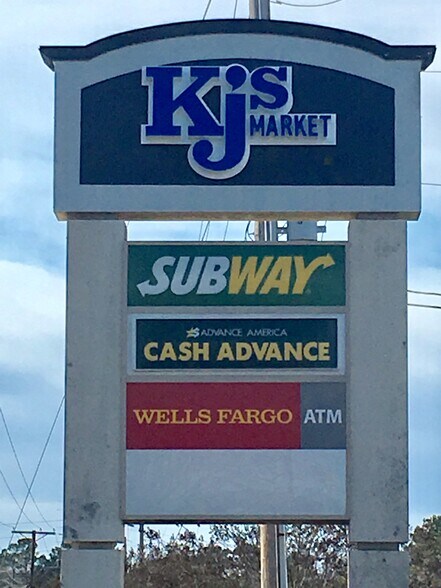 KJ's
MARKET
SUBWAY
ADVANCE AMERICA
CASH ADVANCE
WELLS FARGO ATM